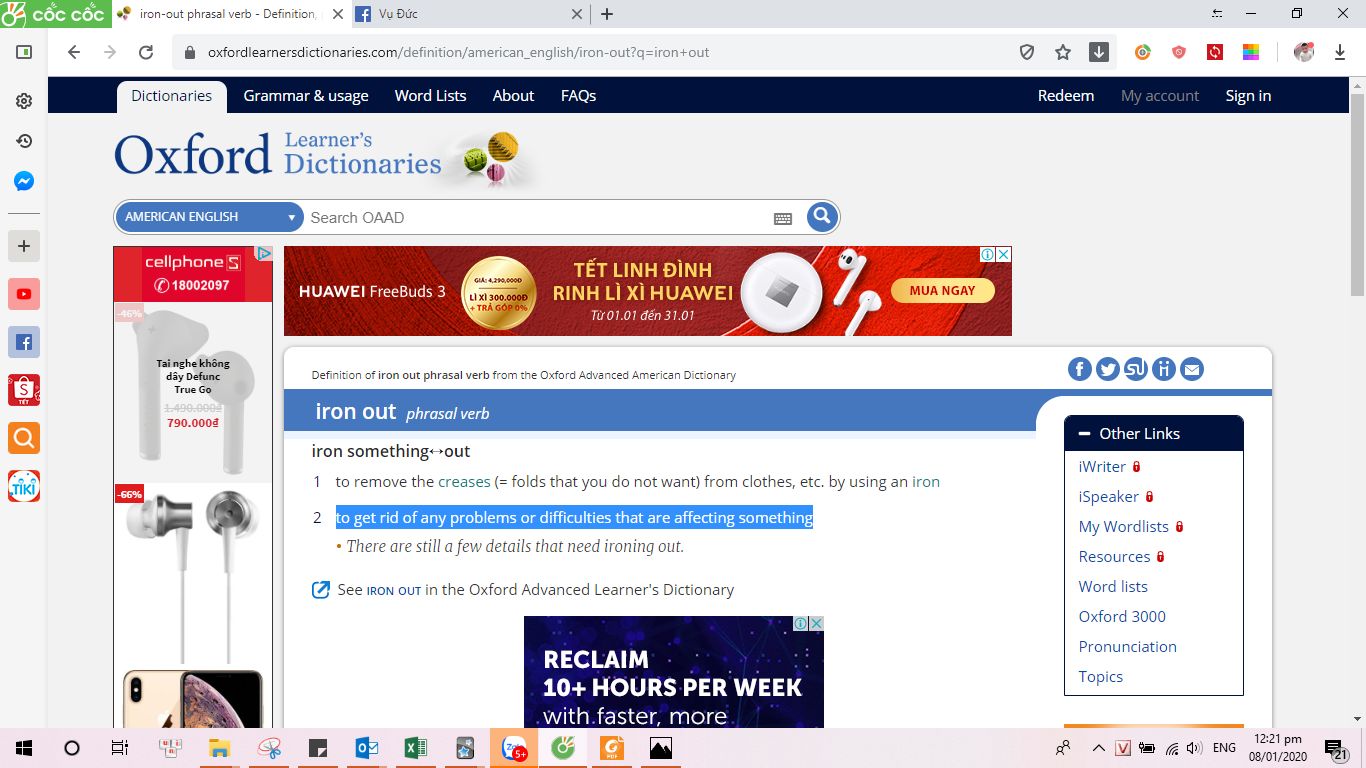 cốc cốc
iron-out phrasal verb - Definition,
Vụ Đức
oxfordlearnersdictionaries.com/definition/american_english/iron-out?q=iron+out
Dictionaries
Grammar & usage
Word Lists
About
FAQs
Redeem
My account
Sign in
Oxford
Learner's
Dictionaries
AMERICAN ENGLISH
Search OAAD
cellphoneS
18002097
-46%
Tai nghe không
dây Defunc
True Go
1.490.000₫
790.000₫
-66%
HUAWEI FreeBuds 3
GIÁ: 4,290,000Đ
LÌ XÌ 300.000Đ
+ TRẢ GÓP 0%
TẾT LINH ĐÌNH
RINH LÌ XÌ HUAWEI
Từ 01.01 đến 31.01
MUA NGAY
Definition of iron out phrasal verb from the Oxford Advanced American Dictionary
iron out phrasal verb
iron something↔out
1 to remove the creases (= folds that you do not want) from clothes, etc. by using an iron
2 to get rid of any problems or difficulties that are affecting something
• There are still a few details that need ironing out.
See IRON OUT in the Oxford Advanced Learner's Dictionary
RECLAIM
10+ HOURS PER WEEK
with faster, more
Other Links
iWriter
iSpeaker
My Wordlists
Resources
Word lists
Oxford 3000
Pronunciation
Topics
TẾT
TIKI
Zalo
5+
PDF
V
ENG
12:21 pm
08/01/2020
21